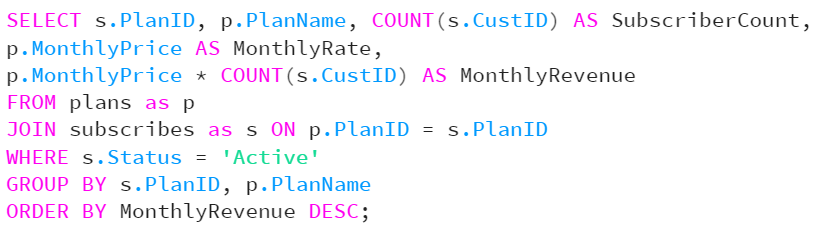 SELECT s.PlanID, p.PlanName, COUNT(s.CustID) AS SubscriberCount,
p.MonthlyPrice AS MonthlyRate,
p.MonthlyPrice * COUNT(s.CustID) AS MonthlyRevenue
FROM plans as p
JOIN subscribes as s ON p.PlanID = s.PlanID
WHERE s.Status = 'Active'
GROUP BY s.PlanID, p.PlanName
ORDER BY MonthlyRevenue DESC;